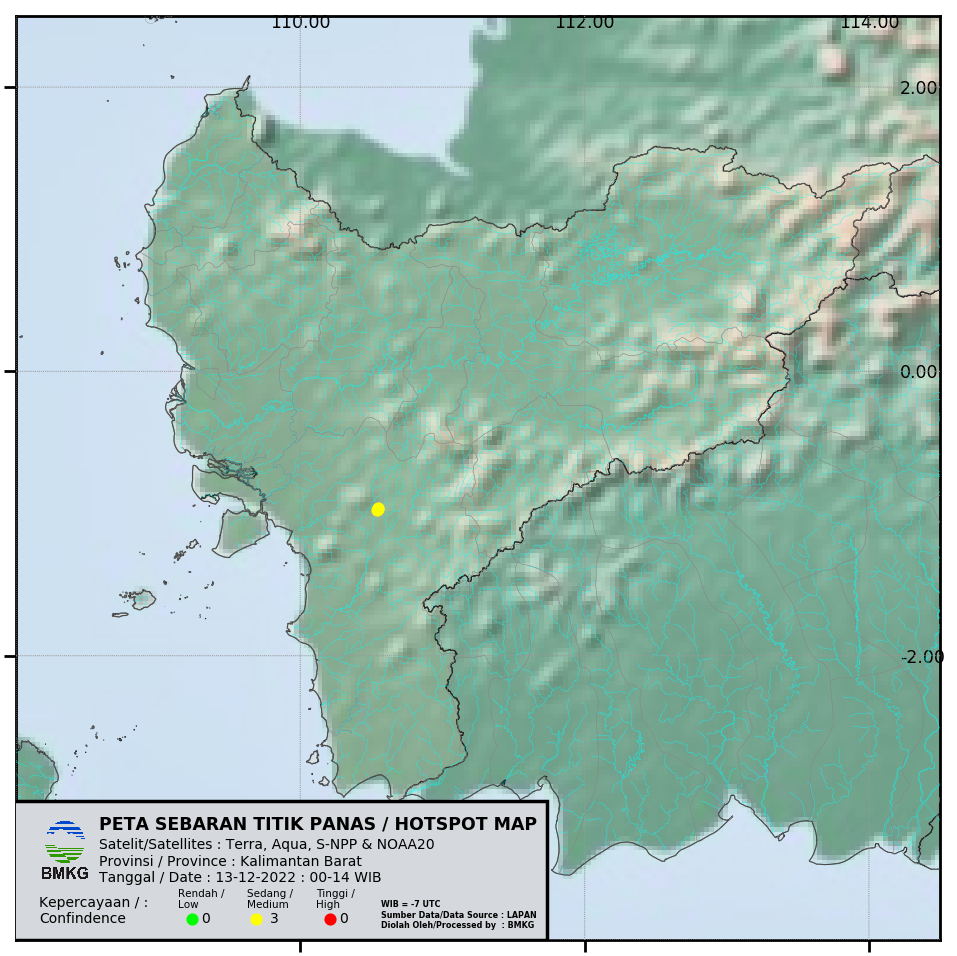 110.00 112.00 114.00
2.00
0.00
-2.00
PETA SEBARAN TITIK PANAS / HOTSPOT MAP
Satelit/Satellites : Terra, Aqua, S-NPP & NOAA20
Provinsi / Province : Kalimantan Barat
Tanggal / Date : 13-12-2022 : 00-14 WIB
BMKG
Kepercayaan / :
Confindence
Rendah /
Low
0
Sedang /
Medium
3
Tinggi /
High
0
WIB = -7 UTC
Sumber Data/Data Source : LAPAN
Diolah Oleh/Processed by : BMKG